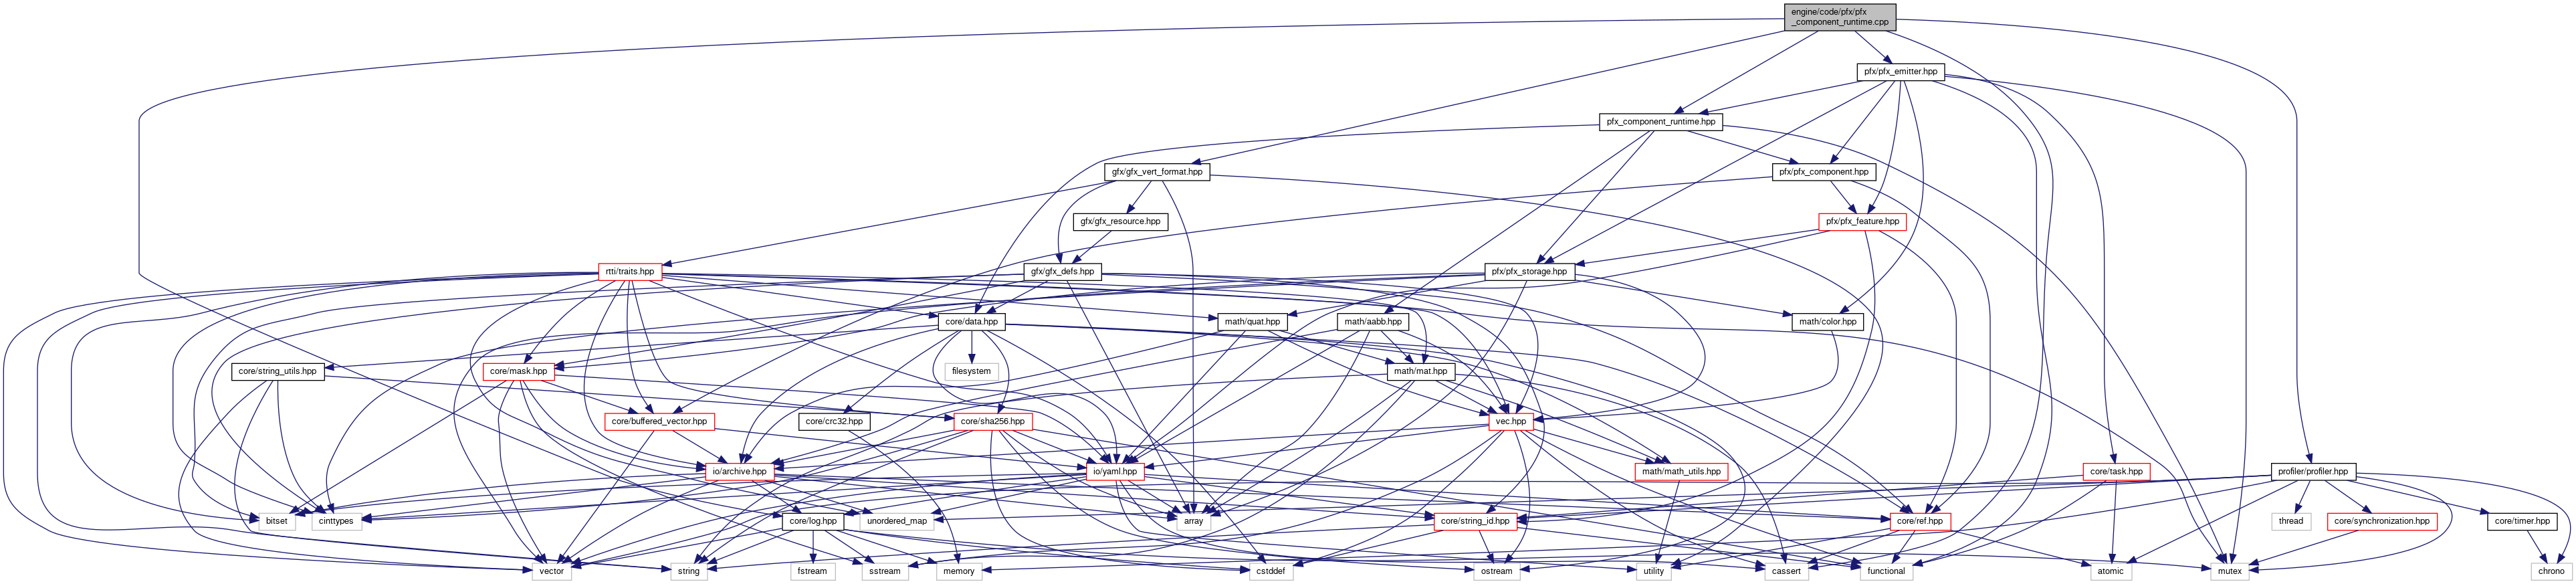 engine/code/pfx/pfx
_component_runtime.cpp
pfx/pfx_emitter.hpp
pfx_component_runtime.hpp
gfx/gfx_vert_format.hpp
pfx/pfx_component.hpp
gfx/gfx_resource.hpp
pfx/pfx_feature.hpp
rtti/traits.hpp
gfx/gfx_defs.hpp
pfx/pfx_storage.hpp
core/data.hpp
math/quat.hpp
math/aabb.hpp
math/color.hpp
core/string_utils.hpp
core/mask.hpp
filesystem
math/mat.hpp
core/buffered_vector.hpp
core/crc32.hpp
core/sha256.hpp
vec.hpp
io/archive.hpp
io/yaml.hpp
math/math_utils.hpp
core/task.hpp
profiler/profiler.hpp
bitset
cinttypes
core/log.hpp
unordered_map
array
core/string_id.hpp
core/ref.hpp
thread
core/synchronization.hpp
core/timer.hpp
vector
string
fstream
sstream
memory
cstddef
ostream
utility
cassert
functional
atomic
mutex
chrono